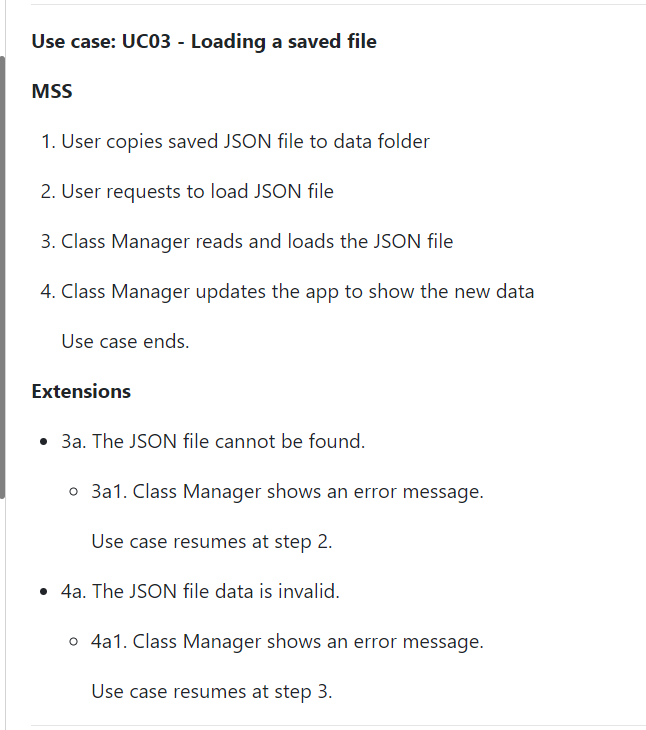 Use case: UC03 - Loading a saved file
MSS
1. User copies saved JSON file to data folder
2. User requests to load JSON file
3. Class Manager reads and loads the JSON file
4. Class Manager updates the app to show the new data
Use case ends.
Extensions
• 3a. The JSON file cannot be found.
○ 3a1. Class Manager shows an error message.
Use case resumes at step 2.
• 4a. The JSON file data is invalid.
○ 4a1. Class Manager shows an error message.
Use case resumes at step 3.